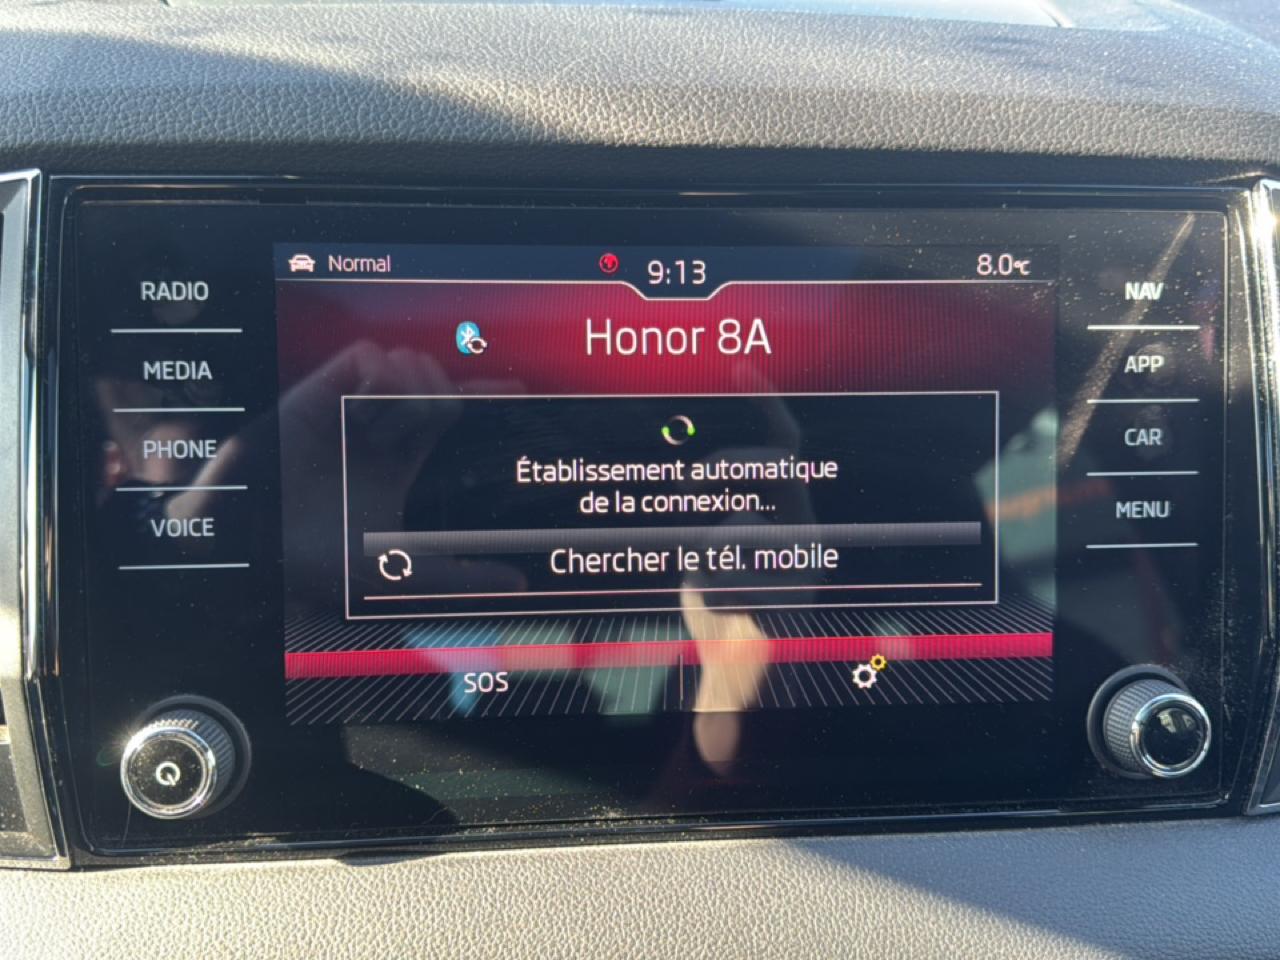 Normal
9:13
8.0°C
RADIO
MEDIA
PHONE
VOICE
Honor 8A
Établissement automatique
de la connexion...
Chercher le tél. mobile
SOS
NAV
APP
CAR
MENU